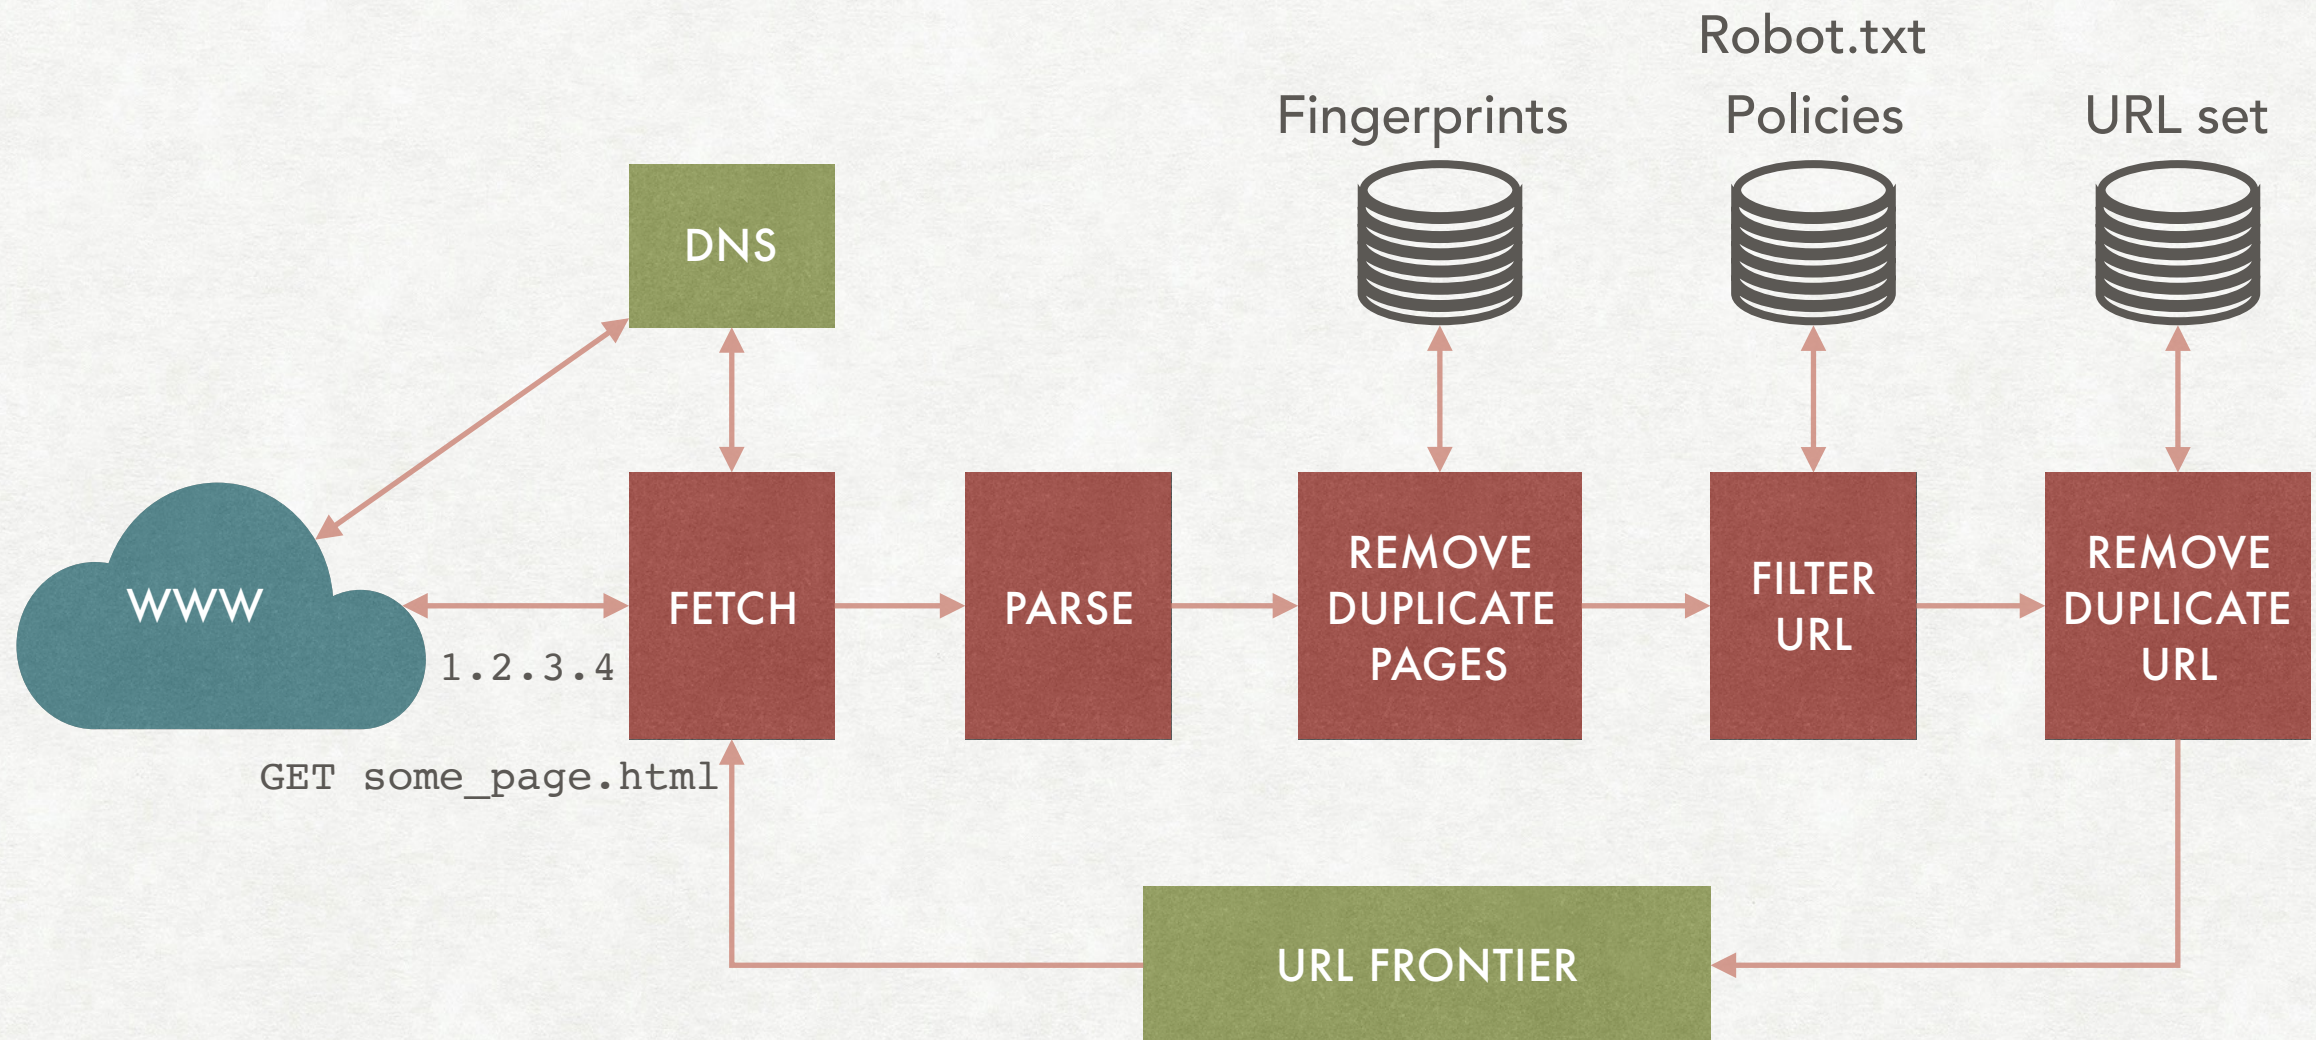 Robot.txt
Fingerprints
Policies
URL set
DNS
WWW
1.2.3.4
GET some_page.html
FETCH
PARSE
REMOVE
DUPLICATE
PAGES
FILTER
URL
REMOVE
DUPLICATE
URL
URL FRONTIER